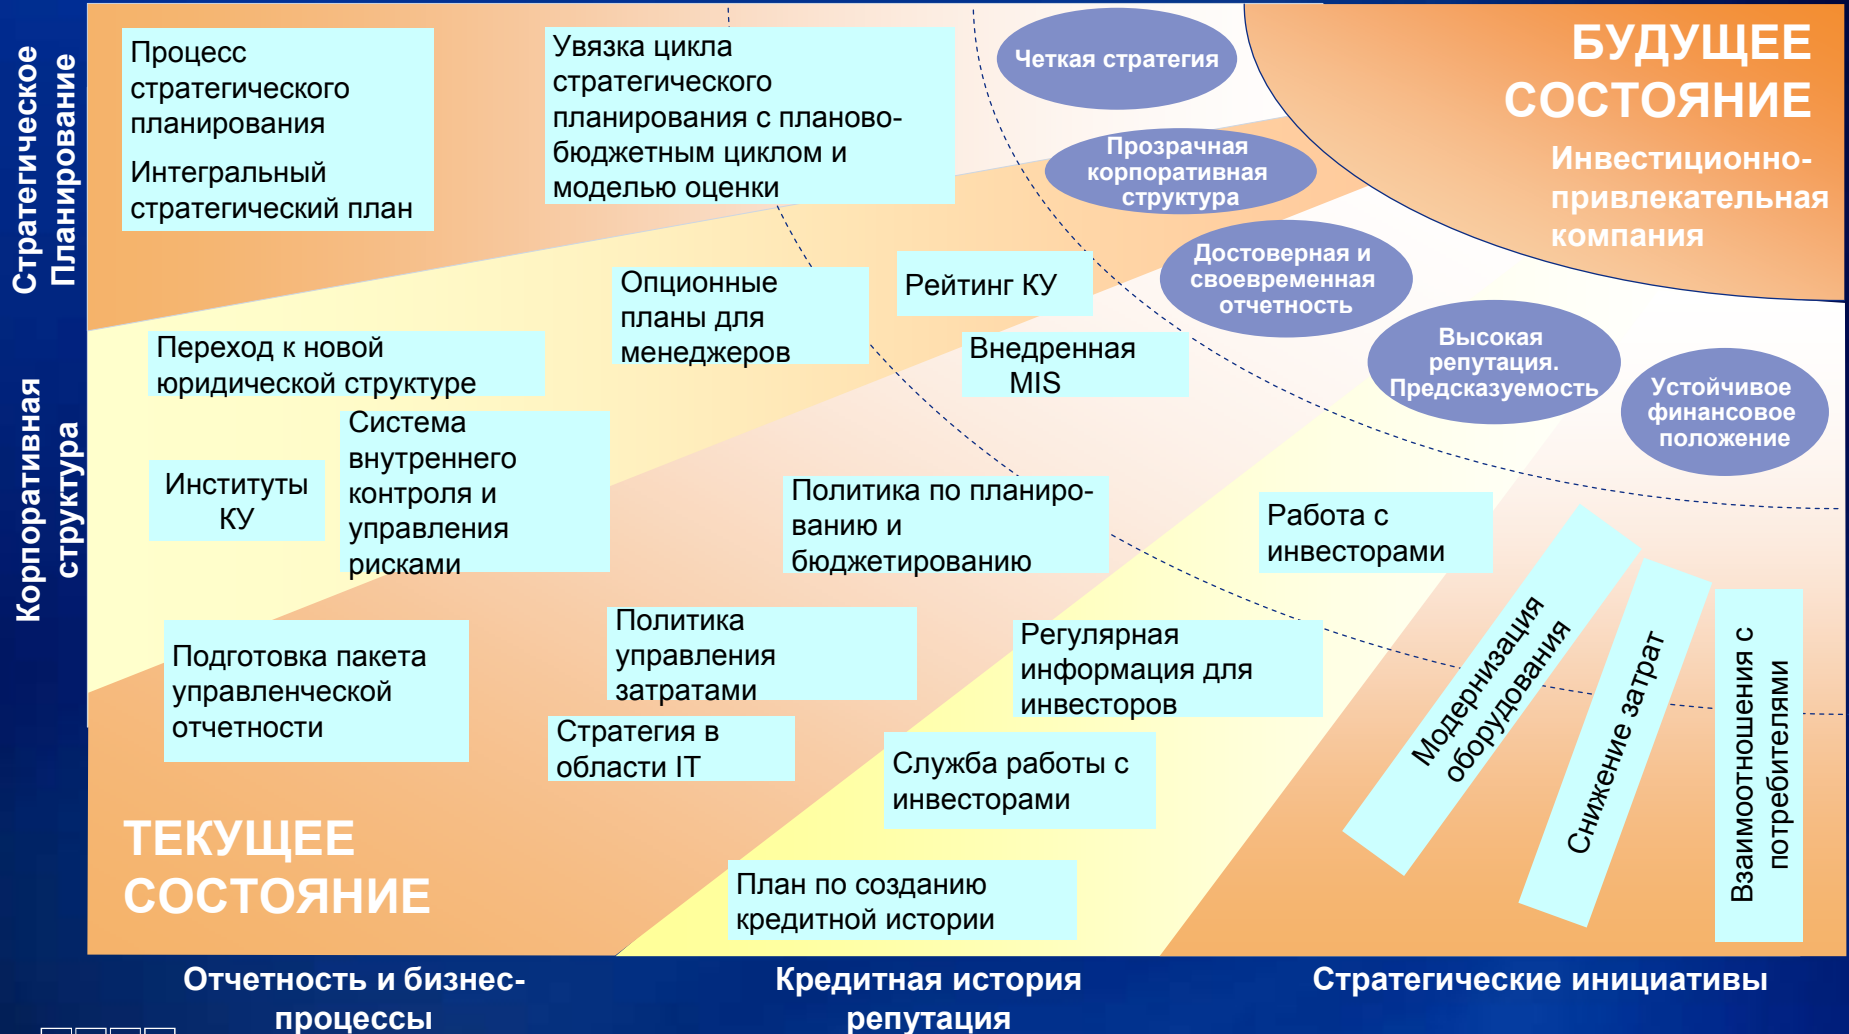 Стратегическое
Планирование
Корпоративная
структура
Процесс
стратегического
планирования
Интегральный
стратегический план
Увязка цикла
стратегического
планирования с планово-
бюджетным циклом и
моделью оценки
Четкая стратегия
БУДУЩЕЕ
СОСТОЯНИЕ
Инвестиционно-
привлекательная
компания
Прозрачная
корпоративная
структура
Достоверная и
своевременная
отчетность
Высокая
репутация.
Предсказуемость
Устойчивое
финансовое
положение
Опционные
планы для
менеджеров
Рейтинг КУ
Внедренная
MIS
Переход к новой
юридической структуре
Система
внутреннего
контроля и
управления
рисками
Институты
КУ
Политика по планиро-
ванию и
бюджетированию
Работа с
инвесторами
Подготовка пакета
управленческой
отчетности
Политика
управления
затратами
Регулярная
информация для
инвесторов
Стратегия в
области IT
Служба работы с
инвесторами
План по созданию
кредитной истории
Модернизация
оборудования
Снижение затрат
Взаимоотношения с
потребителями
ТЕКУЩЕЕ
СОСТОЯНИЕ
Отчетность и бизнес-
процессы
Кредитная история
репутация
Стратегические инициативы